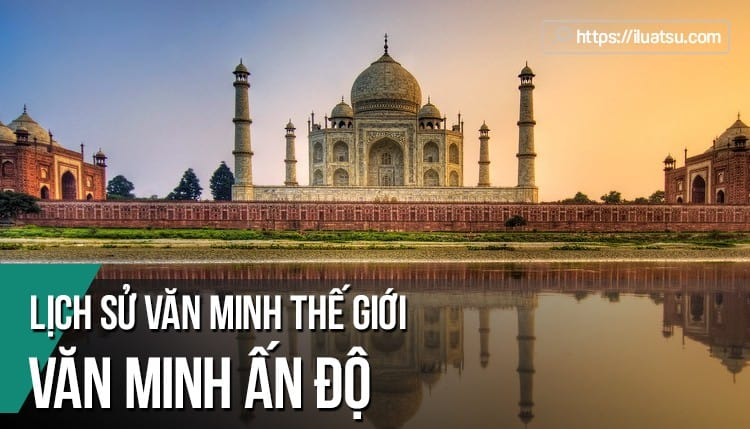 https://iluatsu.com
LỊCH SỬ VĂN MINH THẾ GIỚI
VĂN MINH ẤN ĐỘ